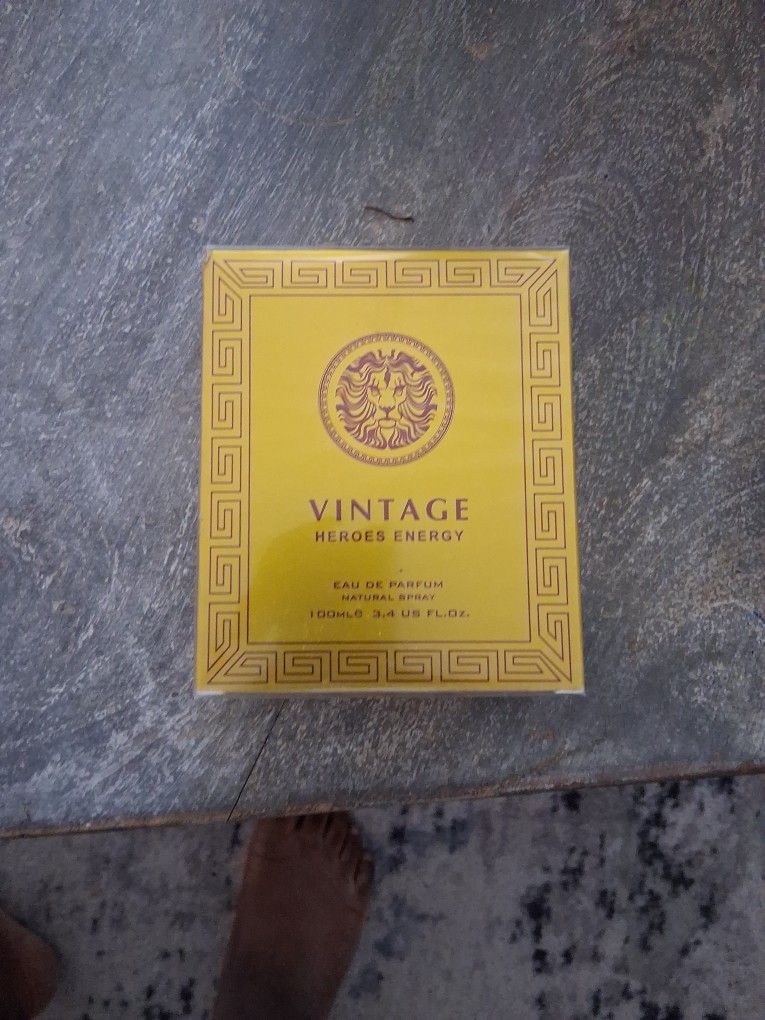 VINTAGE
HEROES ENERGY
EAU DE PARFUM
NATURAL SPRAY
100ML℮ 3.4 US FL.Oz.